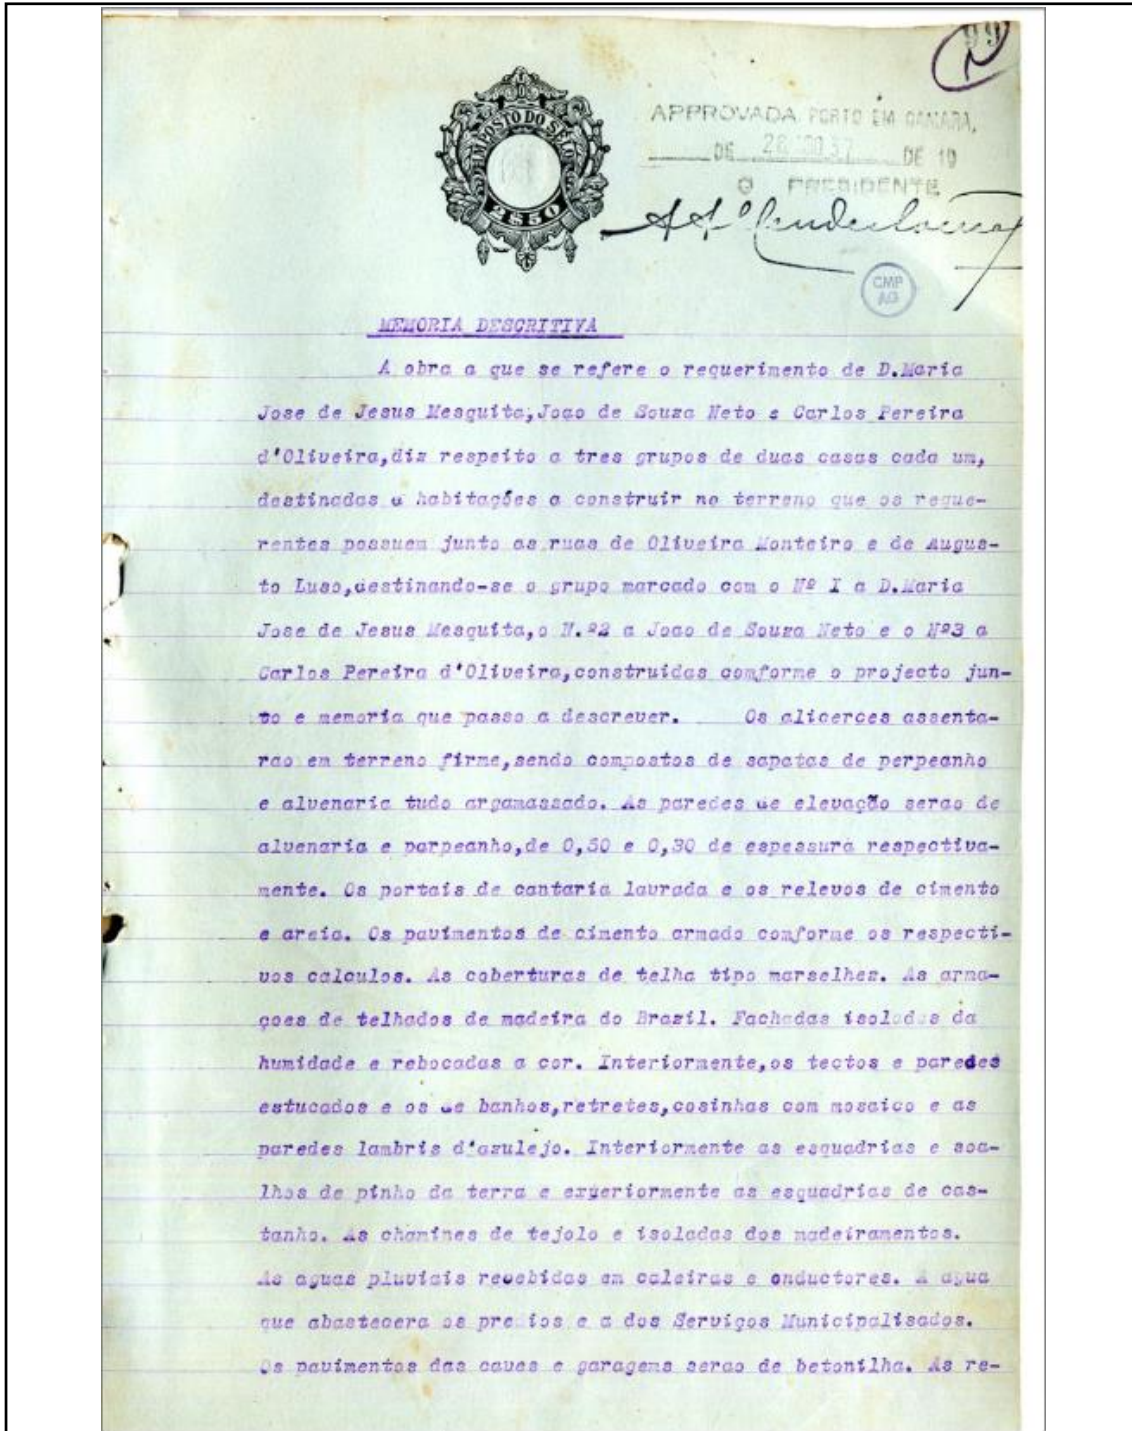 99
IMPOSTO DO SELO
2$50
APPROVADA PORTO EM CAMARA,
DE 28 37 DE 19
O PRESIDENTE
CMP
AG
MEMORIA DESCRITIVA
A obra a que se refere o requerimento de D.Maria
Jose de Jesus Mesquita,Joao de Souza Neto e Carlos Pereira
d'Oliveira,diz respeito a tres grupos de duas casas cada um,
destinadas a habitações a construir no terreno que os reque-
rentes possuem junto as ruas de Oliveira Monteiro e de Augus-
to Luso,destinando-se o grupo marcado com o Nº I a D.Maria
Jose de Jesus Mesquita,o N.º2 a Joao de Souza Neto e o Nº3 a
Carlos Pereira d'Oliveira,construidas comforme o projecto jun-
to e memoria que passo a descrever. Os alicerces assenta-
rao em terreno firme,sendo compostos de sapatas de perpeanho
e alvenaria tudo argamassado. As paredes de elevação serao de
alvenaria e perpeanho,de 0,50 e 0,30 de espessura respectiva-
mente. Os portais de cantaria lavrada e os relevos de cimento
e areia. Os pavimentos de cimento armado comforme os respecti-
vos calculos. As coberturas de telha tipo marselhez. As arma-
çoes de telhados de madeira do Brazil. Fachadas isoladas da
humidade e rebocadas a cor. Interiormente,os tectos e paredes
estucados e os de banhos,retretes,cosinhas com mosaico e as
paredes lambris d'azulejo. Interiormente as esquadrias e soa-
lhos de pinho da terra e exteriormente as esquadrias de cas-
tanho. As chamines de tejolo e isoladas dos madeiramentos.
As aguas pluviais recebidas em caleiras e onductores. A agua
que abastecera os predios e a dos Serviços Municipalisados.
Os pavimentos das caves e garagens serao de betonilha. As re-